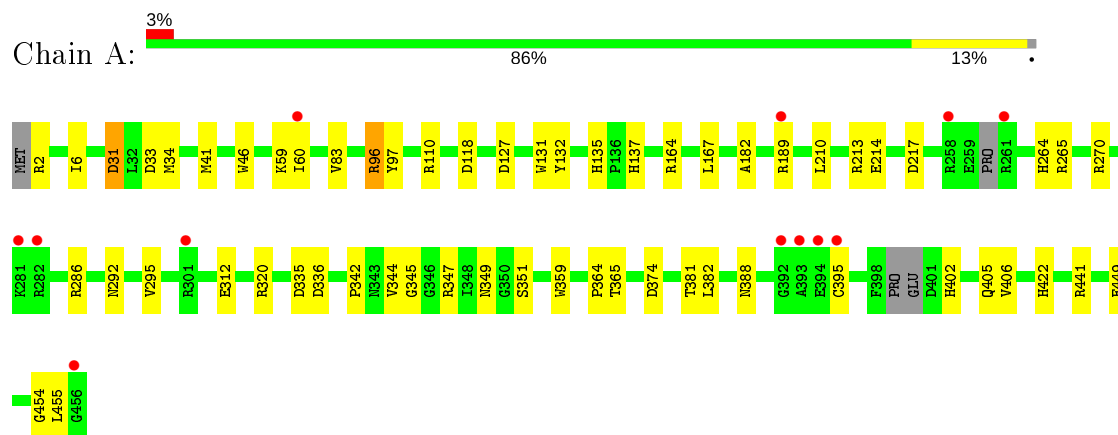 3%
Chain A:
86% 13% •
MET R2 I6 D31 L32 D33 M34 M41 W46 K59 I60 V83 R96 Y97 R110 D118 D127 W131 Y132 H135 P136 H137 R164 L167 A182 R189 L210 R213 E214 D217 R258 E259 PRO R261 H264 R265 R270
K281 R282 R286 N292 V295 R301 E312 R320 D335 D336 P342 N343 V344 G345 G346 R347 I348 N349 G350 S351 W359 P364 T365 D374 T381 L382 N388 G392 A393 E394 C395 F398 PRO GLU D401 H402 Q405 V406 H422 R441
G454 L455 G456